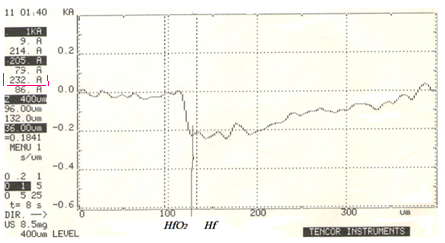 11 01.40 KA
1KA
9. A
214. A
205. A
79. A
232. A
86. A
Z 400um
96.00um
132.0um
36.00um
=0.1841
MENU 1
s/um
0 .2 1
0 1 5
0 5 25
t= 8 s
DIR. -->
US 8.5mg
400um LEVEL
0.2
0.0
-0.2
-0.4
-0.6
0 100 200 300 um
HfO₂ Hf
TENCOR INSTRUMENTS